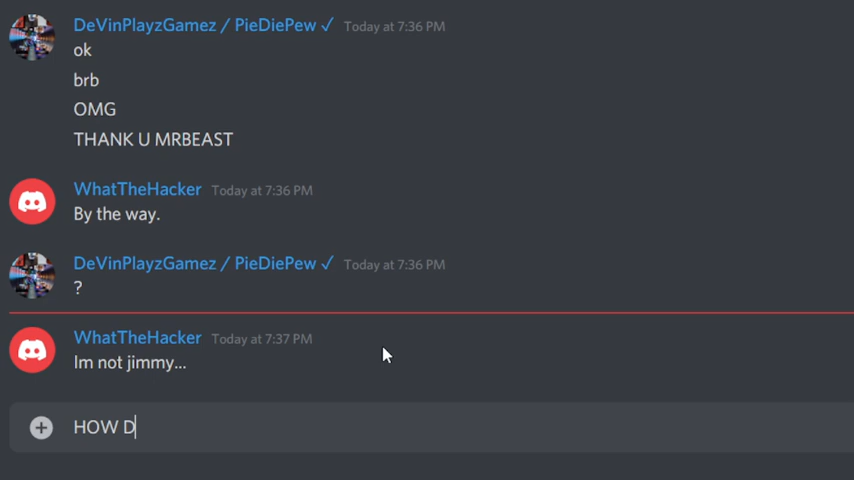 DeVinPlayzGamez / PieDiePew ✓ Today at 7:36 PM
ok
brb
OMG
THANK U MRBEAST
WhatTheHacker Today at 7:36 PM
By the way.
DeVinPlayzGamez / PieDiePew ✓ Today at 7:36 PM
?
WhatTheHacker Today at 7:37 PM
Im not jimmy...
HOW D